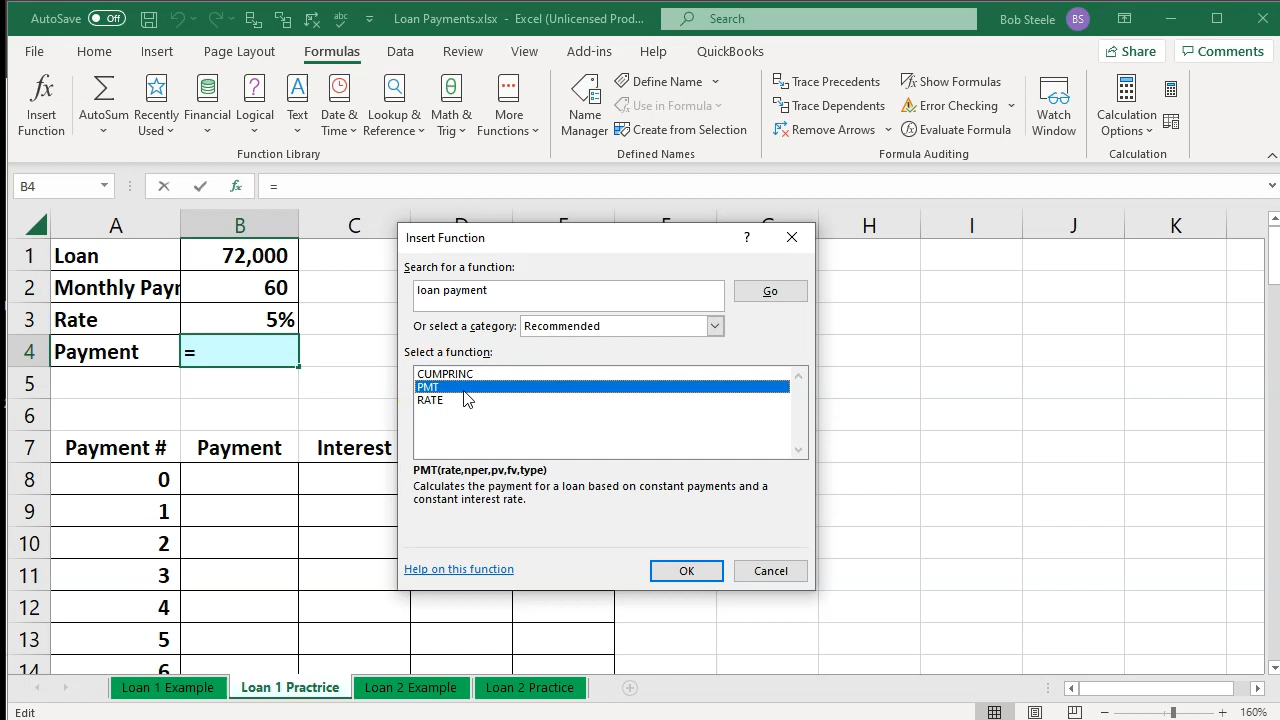 AutoSave Off Loan Payments.xlsx - Excel (Unlicensed Prod... Search Bob Steele BS
File Home Insert Page Layout Formulas Data Review View Add-ins Help QuickBooks Share Comments
Insert Function
AutoSum
Recently Used
Financial
Logical
Text
Date & Time
Lookup & Reference
Math & Trig
More Functions
Function Library
Name Manager
Define Name
Use in Formula
Create from Selection
Defined Names
Trace Precedents
Trace Dependents
Remove Arrows
Show Formulas
Error Checking
Evaluate Formula
Formula Auditing
Watch Window
Calculation Options
Calculation
B4 fx =
A B C D E F G H I J K
1 Loan 72,000
2 Monthly Payr 60
3 Rate 5%
4 Payment =
5
6
7 Payment # Payment Interest
8 0
9 1
10 2
11 3
12 4
13 5
14 6
Insert Function ?
Search for a function:
loan payment Go
Or select a category: Recommended
Select a function:
CUMPRINC
PMT
RATE
PMT(rate,nper,pv,fv,type)
Calculates the payment for a loan based on constant payments and a
constant interest rate.
Help on this function OK Cancel
Loan 1 Example Loan 1 Practrice Loan 2 Example Loan 2 Practice
Edit 160%